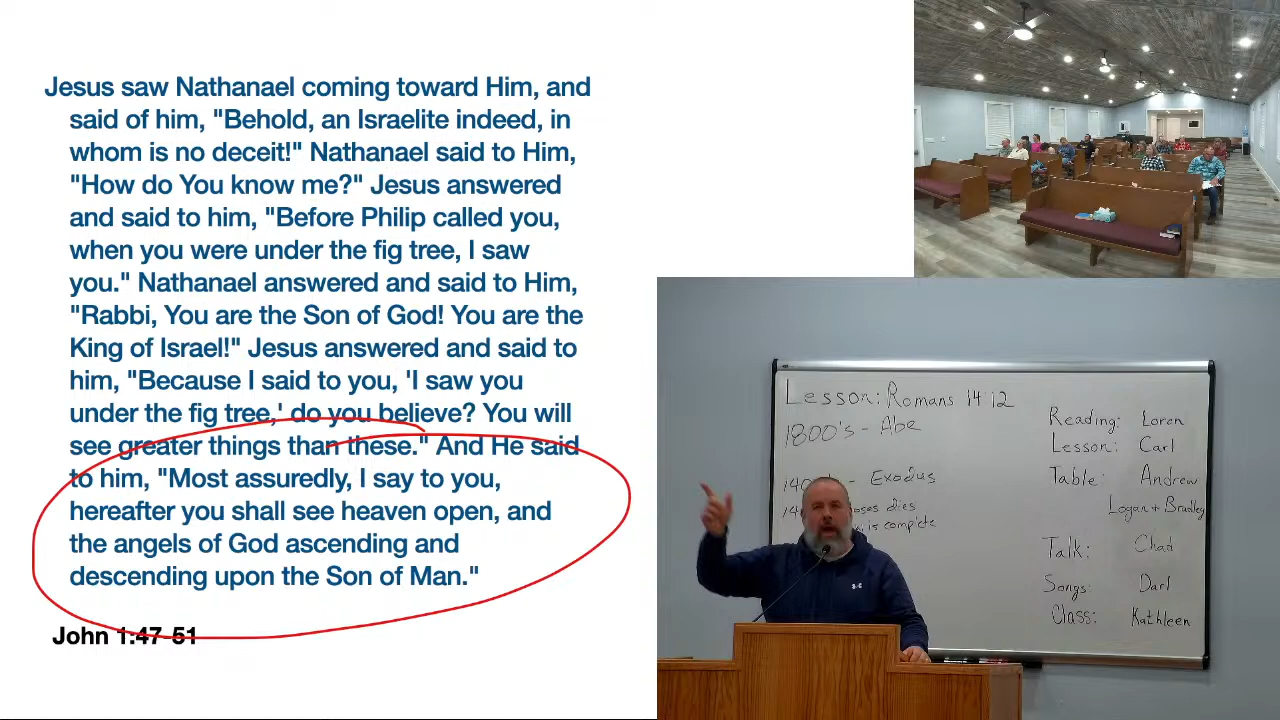 Jesus saw Nathanael coming toward Him, and
said of him, "Behold, an Israelite indeed, in
whom is no deceit!" Nathanael said to Him,
"How do You know me?" Jesus answered
and said to him, "Before Philip called you,
when you were under the fig tree, I saw
you." Nathanael answered and said to Him,
"Rabbi, You are the Son of God! You are the
King of Israel!" Jesus answered and said to
him, "Because I said to you, 'I saw you
under the fig tree,' do you believe? You will
see greater things than these." And He said
to him, "Most assuredly, I say to you,
hereafter you shall see heaven open, and
the angels of God ascending and
descending upon the Son of Man."
John 1:47-51
Lesson: Romans 14:12
1800's - Abe
- Exodus
dies
is complete
Reading: Loren
Lesson: Carl
Table: Andrew
Logan + Bradley
Talk: Chad
Songs: Darl
Class: Kathleen